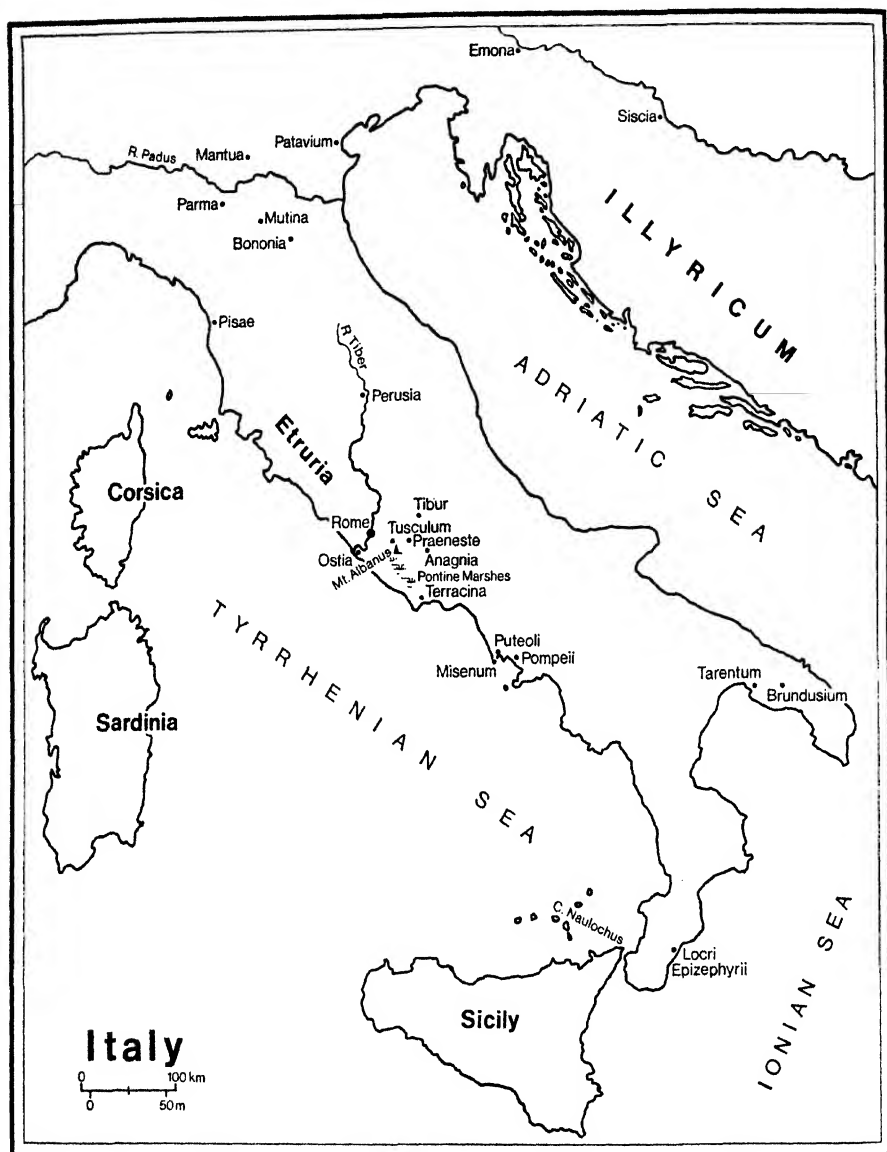 Emona
Siscia
Patavium
R. Padus
Mantua
Parma
Mutina
Bononia
ILLYRICUM
Pisae
R Tiber
ADRIATIC SEA
Perusia
Etruria
Corsica
Tibur
Rome
Tusculum
Praeneste
Ostia
Anagnia
Mt. Albanus
Pontine Marshes
Terracina
TYRRHENIAN SEA
Puteoli
Pompeii
Misenum
Tarentum
Brundusium
Sardinia
C. Naulochus
Locri
Epizephyrii
IONIAN SEA
Sicily
Italy
0 100 km
0 50 m